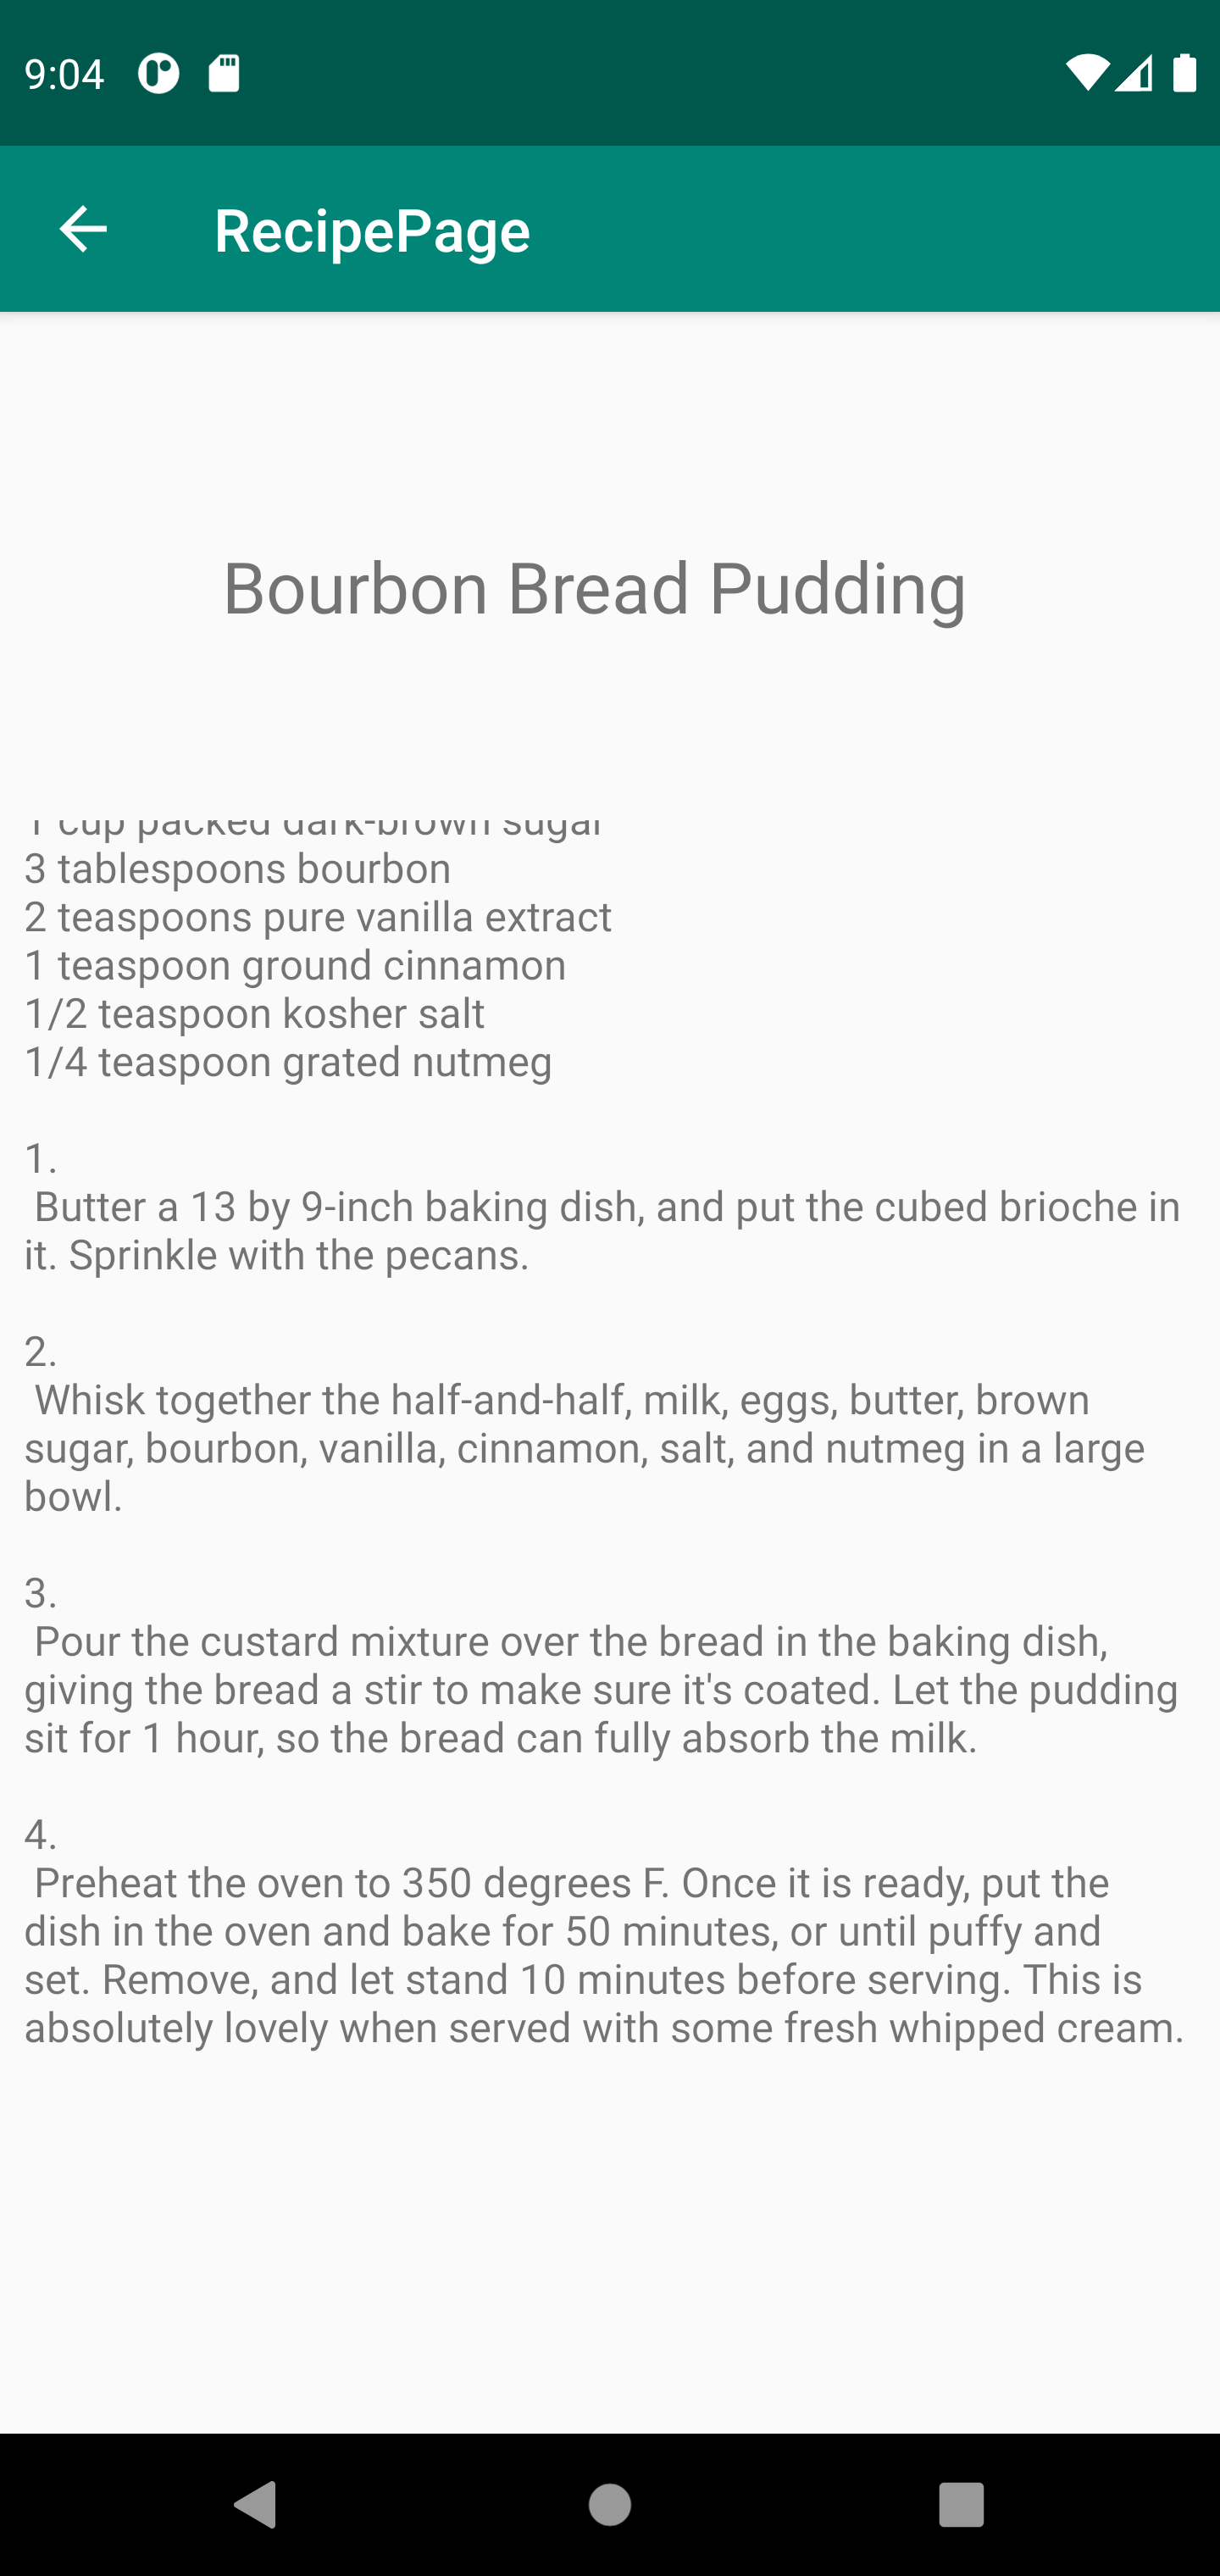 9:04
RecipePage
Bourbon Bread Pudding
1 cup packed dark-brown sugar
3 tablespoons bourbon
2 teaspoons pure vanilla extract
1 teaspoon ground cinnamon
1/2 teaspoon kosher salt
1/4 teaspoon grated nutmeg
1.
Butter a 13 by 9-inch baking dish, and put the cubed brioche in
it. Sprinkle with the pecans.
2.
Whisk together the half-and-half, milk, eggs, butter, brown
sugar, bourbon, vanilla, cinnamon, salt, and nutmeg in a large
bowl.
3.
Pour the custard mixture over the bread in the baking dish,
giving the bread a stir to make sure it's coated. Let the pudding
sit for 1 hour, so the bread can fully absorb the milk.
4.
Preheat the oven to 350 degrees F. Once it is ready, put the
dish in the oven and bake for 50 minutes, or until puffy and
set. Remove, and let stand 10 minutes before serving. This is
absolutely lovely when served with some fresh whipped cream.